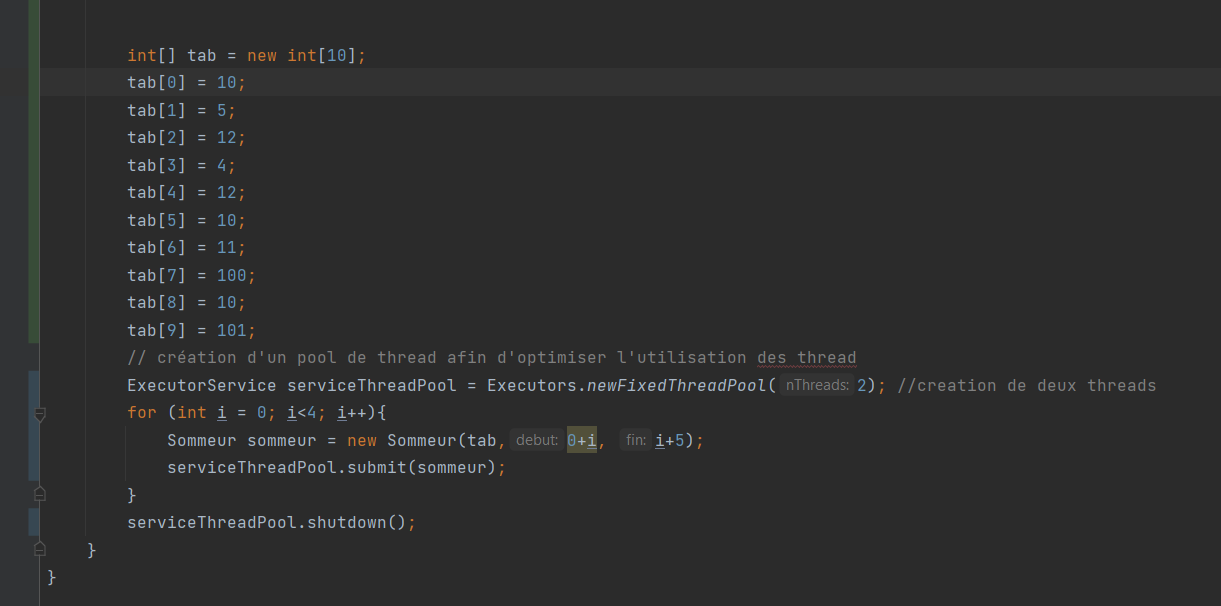 int[] tab = new int[10];
tab[0] = 10;
tab[1] = 5;
tab[2] = 12;
tab[3] = 4;
tab[4] = 12;
tab[5] = 10;
tab[6] = 11;
tab[7] = 100;
tab[8] = 10;
tab[9] = 101;
// création d'un pool de thread afin d'optimiser l'utilisation des thread
ExecutorService serviceThreadPool = Executors.newFixedThreadPool( nThreads: 2); //creation de deux threads
for (int i = 0; i<4; i++){
Sommeur sommeur = new Sommeur(tab, debut: 0+i, fin: i+5);
serviceThreadPool.submit(sommeur);
}
serviceThreadPool.shutdown();
}
}